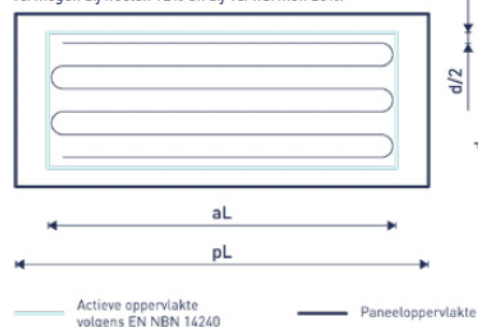 d/2
aL
pL
Actieve oppervlakte
volgens EN NBN 14240
Paneeloppervlakte